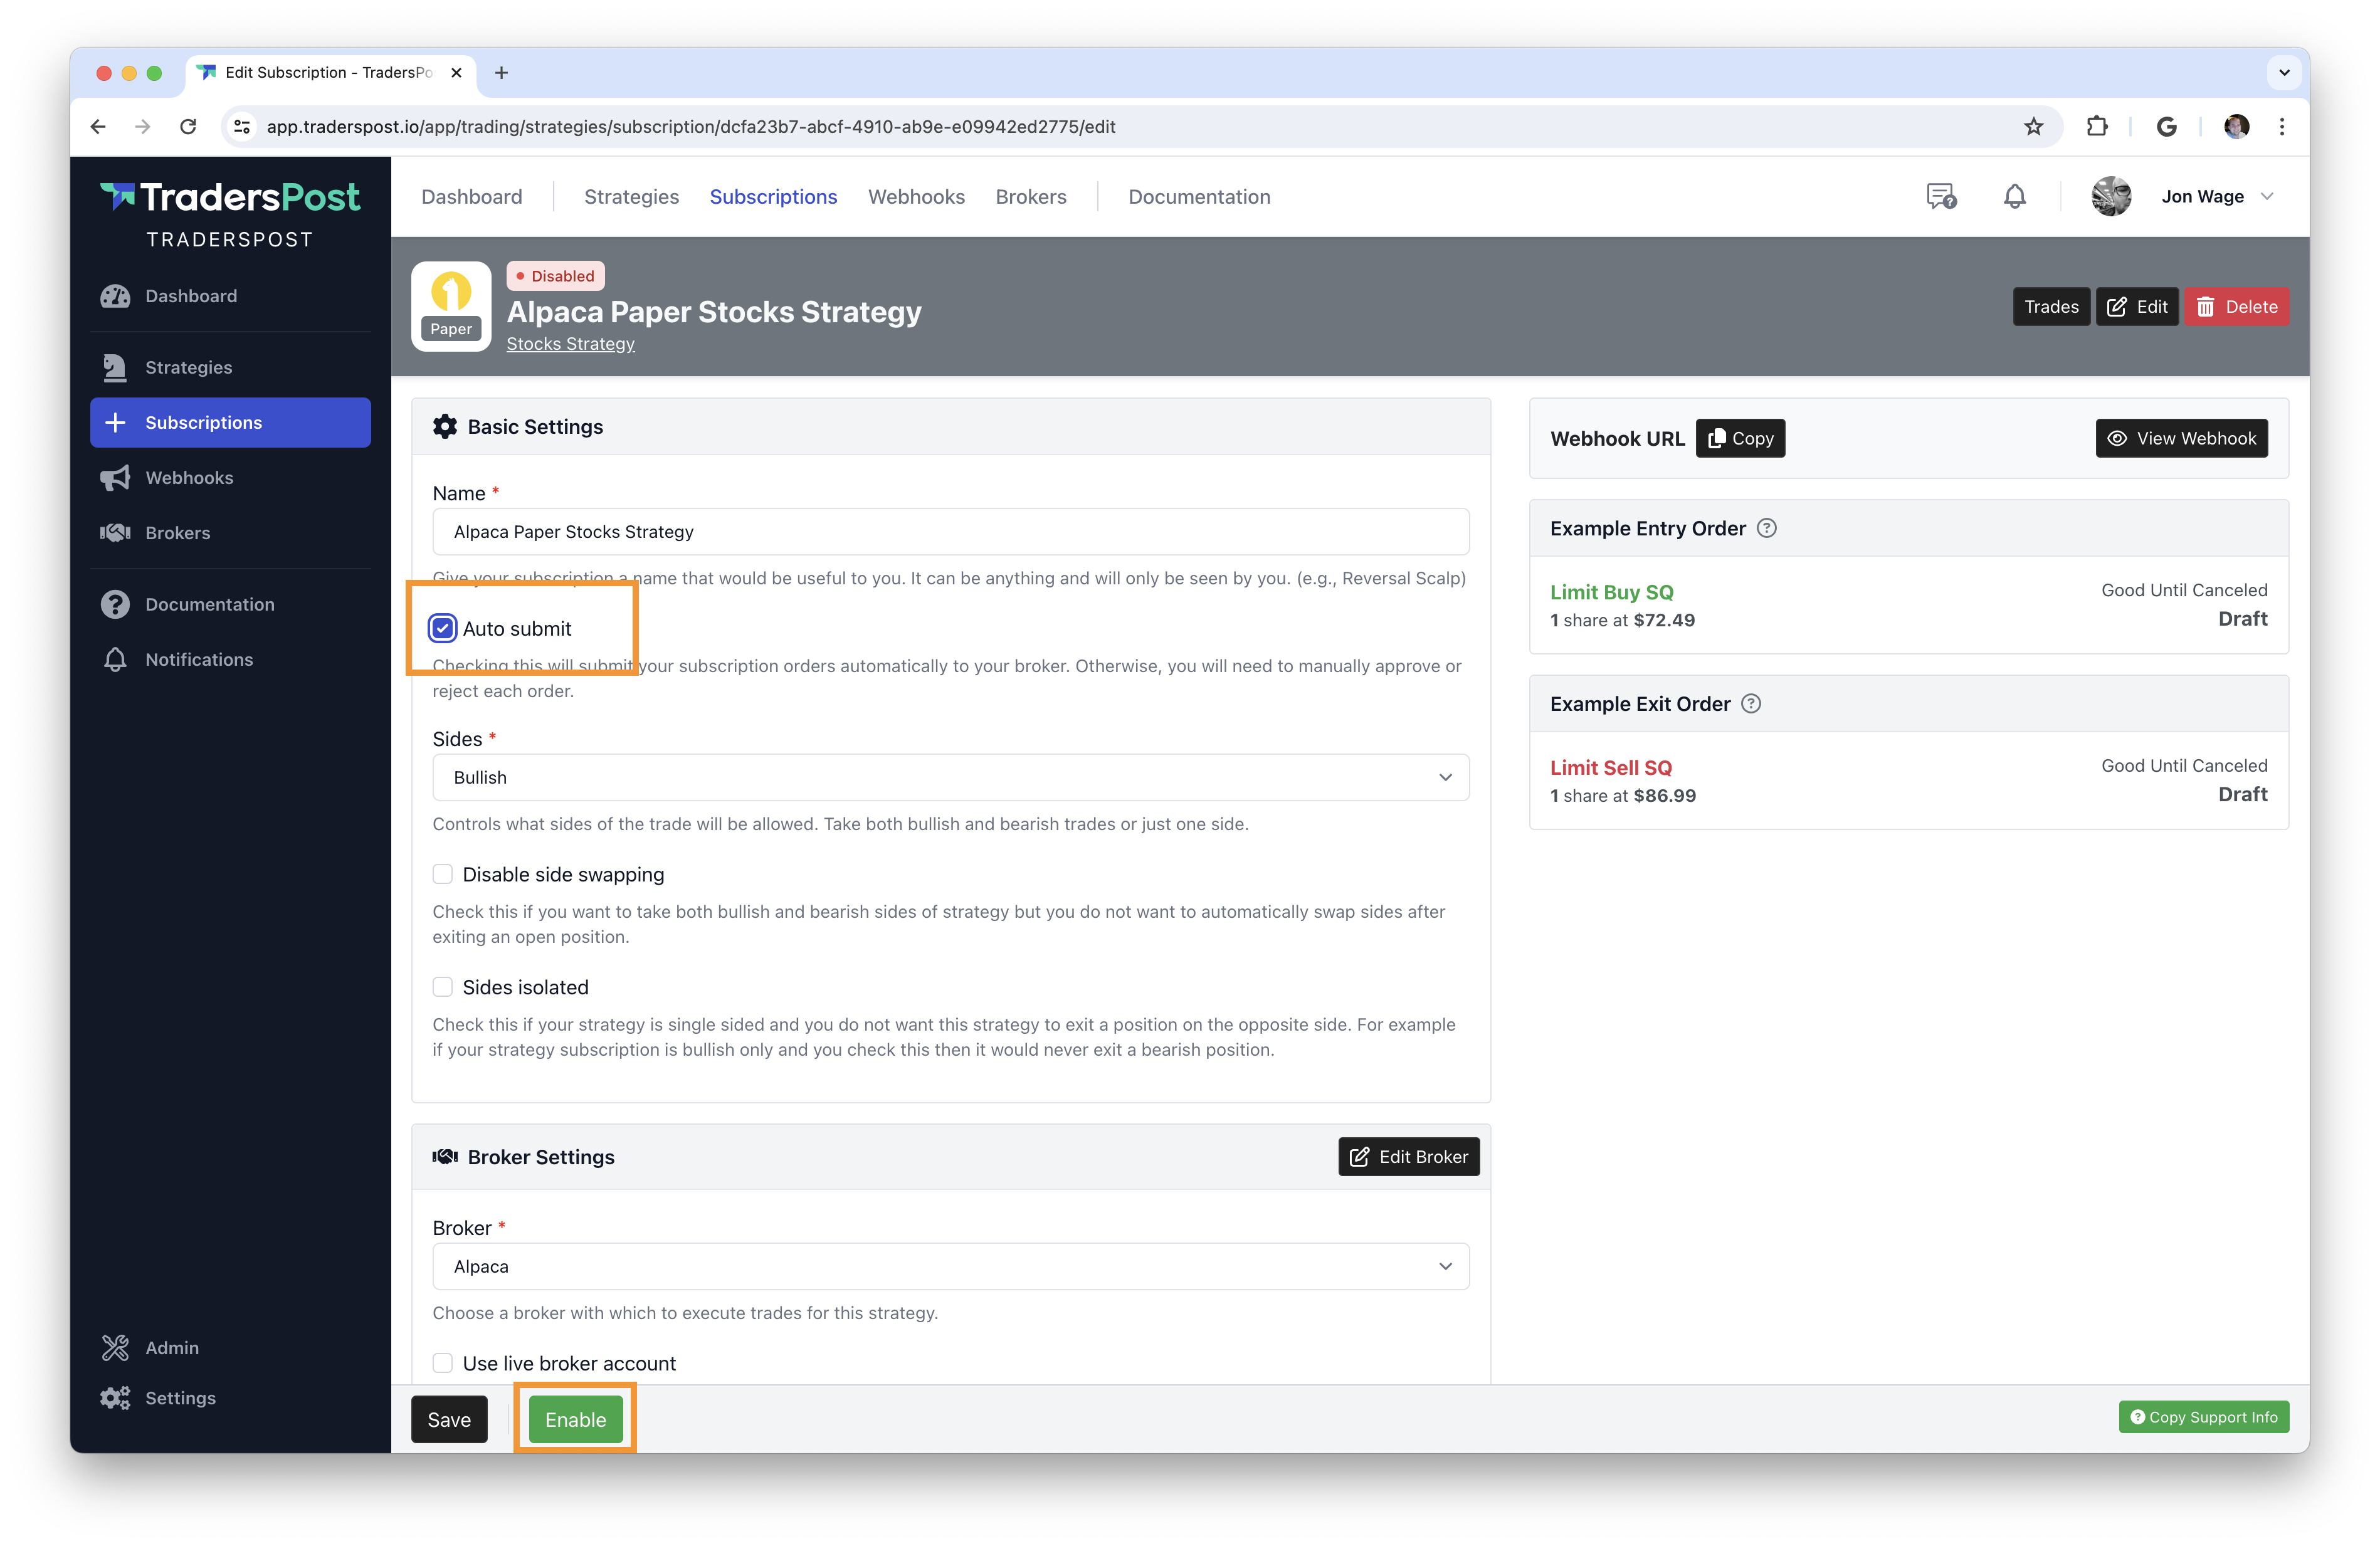 Edit Subscription - TradersPo
app.traderspost.io/app/trading/strategies/subscription/dcfa23b7-abcf-4910-ab9e-e09942ed2775/edit
TradersPost
TRADERSPOST
Dashboard
Strategies
Subscriptions
Webhooks
Brokers
Documentation
Notifications
Admin
Settings
Dashboard Strategies Subscriptions Webhooks Brokers Documentation
Jon Wage
Paper
Disabled
Alpaca Paper Stocks Strategy
Stocks Strategy
Trades Edit Delete
Basic Settings
Name *
Alpaca Paper Stocks Strategy
Give your subscription a name that would be useful to you. It can be anything and will only be seen by you. (e.g., Reversal Scalp)
Auto submit
Checking this will submit your subscription orders automatically to your broker. Otherwise, you will need to manually approve or
reject each order.
Sides *
Bullish
Controls what sides of the trade will be allowed. Take both bullish and bearish trades or just one side.
Disable side swapping
Check this if you want to take both bullish and bearish sides of strategy but you do not want to automatically swap sides after
exiting an open position.
Sides isolated
Check this if your strategy is single sided and you do not want this strategy to exit a position on the opposite side. For example
if your strategy subscription is bullish only and you check this then it would never exit a bearish position.
Broker Settings
Edit Broker
Broker *
Alpaca
Choose a broker with which to execute trades for this strategy.
Use live broker account
Save Enable
Webhook URL Copy View Webhook
Example Entry Order
Limit Buy SQ Good Until Canceled
1 share at $72.49 Draft
Example Exit Order
Limit Sell SQ Good Until Canceled
1 share at $86.99 Draft
Copy Support Info